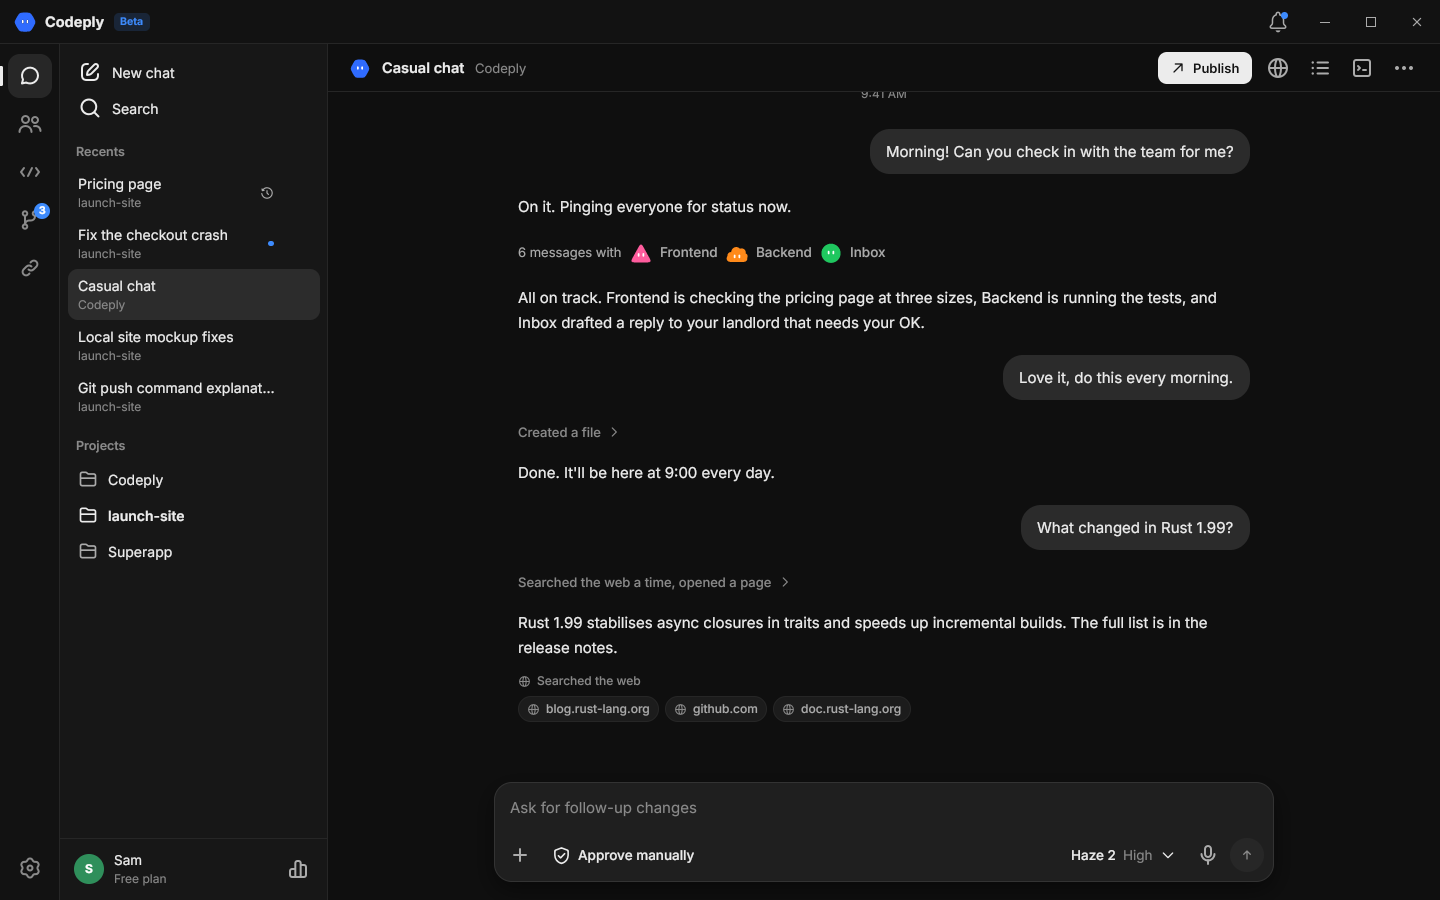 Codeply Beta
New chat
Search
Recents
Pricing page
launch-site
Fix the checkout crash
launch-site
Casual chat
Codeply
Local site mockup fixes
launch-site
Git push command explanat...
launch-site
Projects
Codeply
launch-site
Superapp
3
S
Sam
Free plan
Casual chat Codeply
Publish
9:41 AM
Morning! Can you check in with the team for me?
On it. Pinging everyone for status now.
6 messages with Frontend Backend Inbox
All on track. Frontend is checking the pricing page at three sizes, Backend is running the tests, and
Inbox drafted a reply to your landlord that needs your OK.
Love it, do this every morning.
Created a file
Done. It'll be here at 9:00 every day.
What changed in Rust 1.99?
Searched the web a time, opened a page
Rust 1.99 stabilises async closures in traits and speeds up incremental builds. The full list is in the
release notes.
Searched the web
blog.rust-lang.org github.com doc.rust-lang.org
Ask for follow-up changes
Approve manually
Haze 2 High